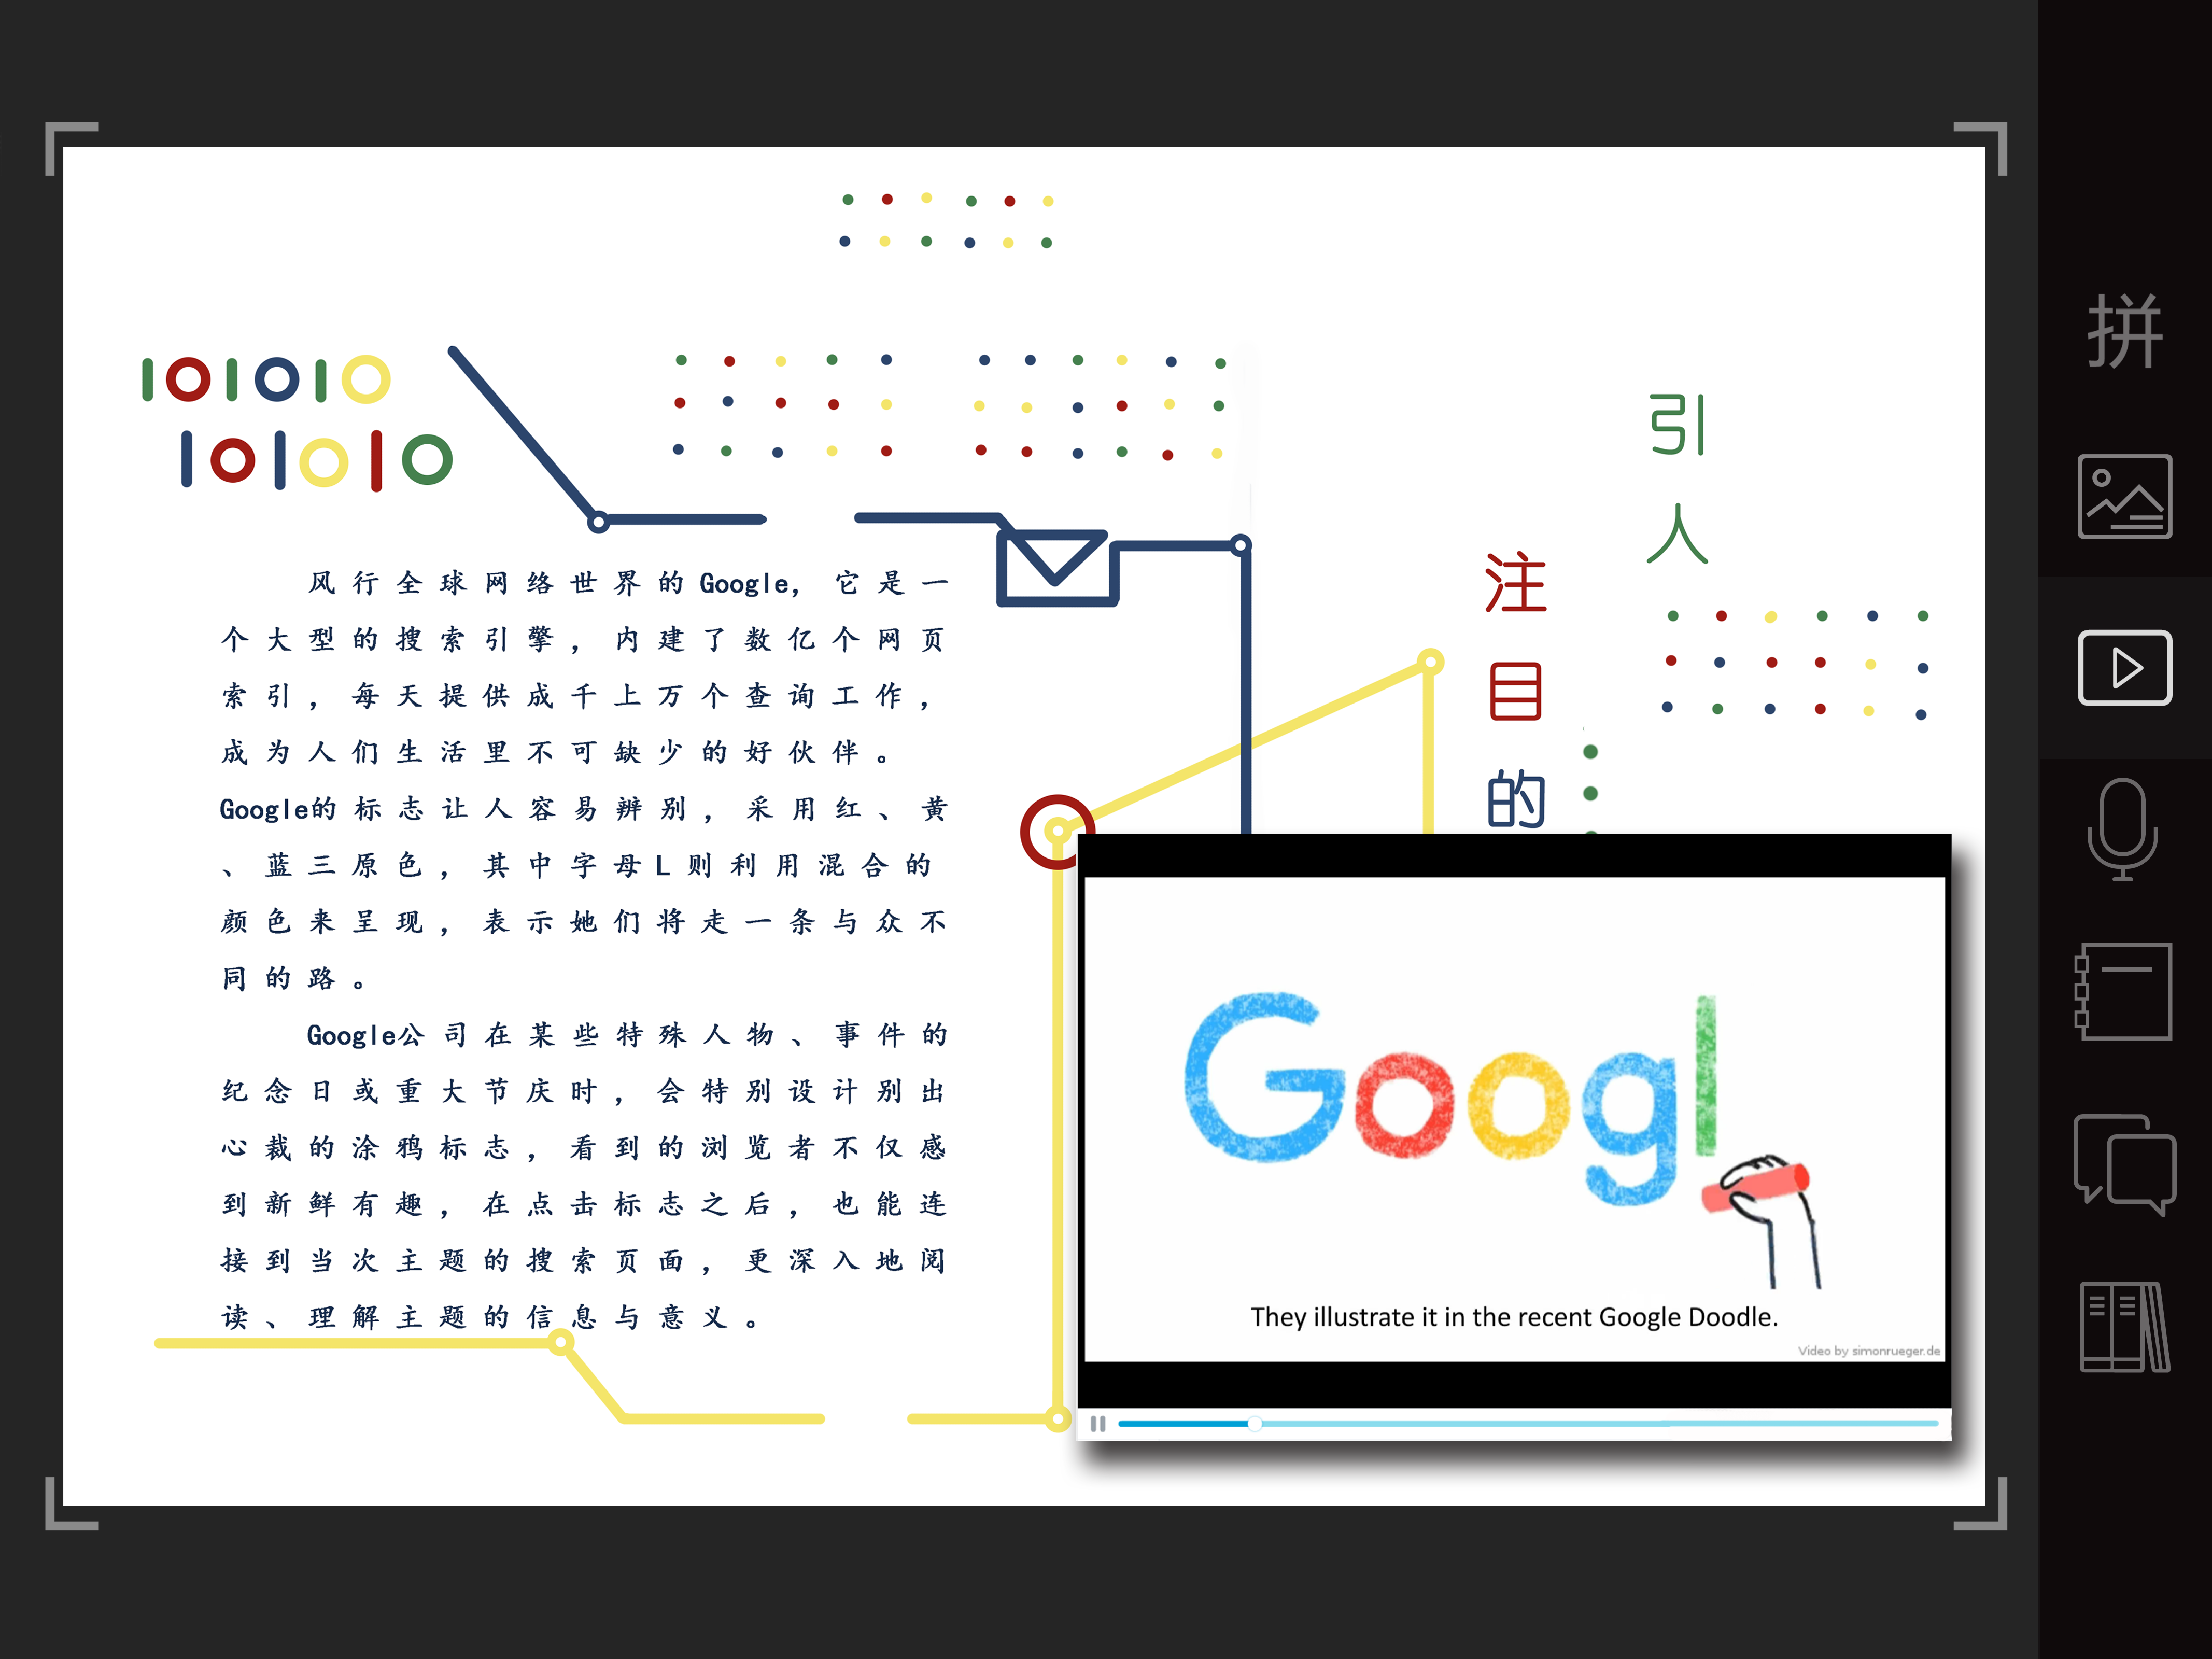 引人
注目的
风行全球网络世界的Google，它是一
个大型的搜索引擎，内建了数亿个网页
索引，每天提供成千上万个查询工作，
成为人们生活里不可缺少的好伙伴。
Google的标志让人容易辨别，采用红、黄
、蓝三原色，其中字母L则利用混合的
颜色来呈现，表示她们将走一条与众不
同的路。
Google公司在某些特殊人物、事件的
纪念日或重大节庆时，会特别设计别出
心裁的涂鸦标志，看到的浏览者不仅感
到新鲜有趣，在点击标志之后，也能连
接到当次主题的搜索页面，更深入地阅
读、理解主题的信息与意义。
Googl
They illustrate it in the recent Google Doodle.
Video by simonrueger.de
拼
101010
101010